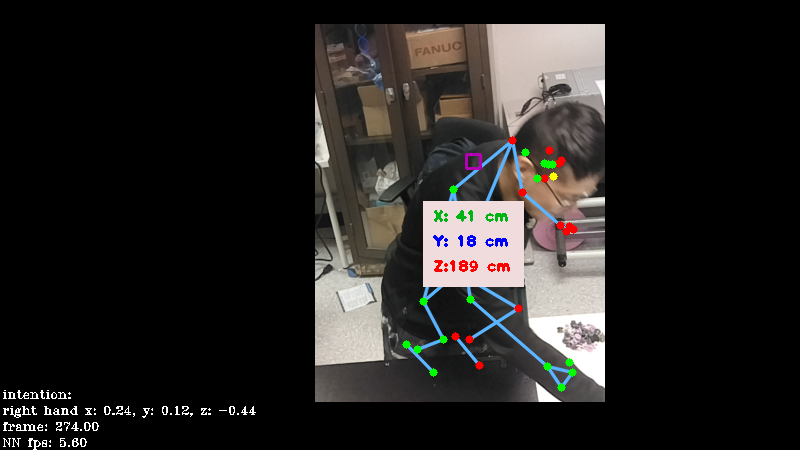 FANUC
X: 41 cm
Y: 18 cm
Z:189 cm
intention:
right hand x: 0.24, y: 0.12, z: −0.44
frame: 274.00
NN fps: 5.60